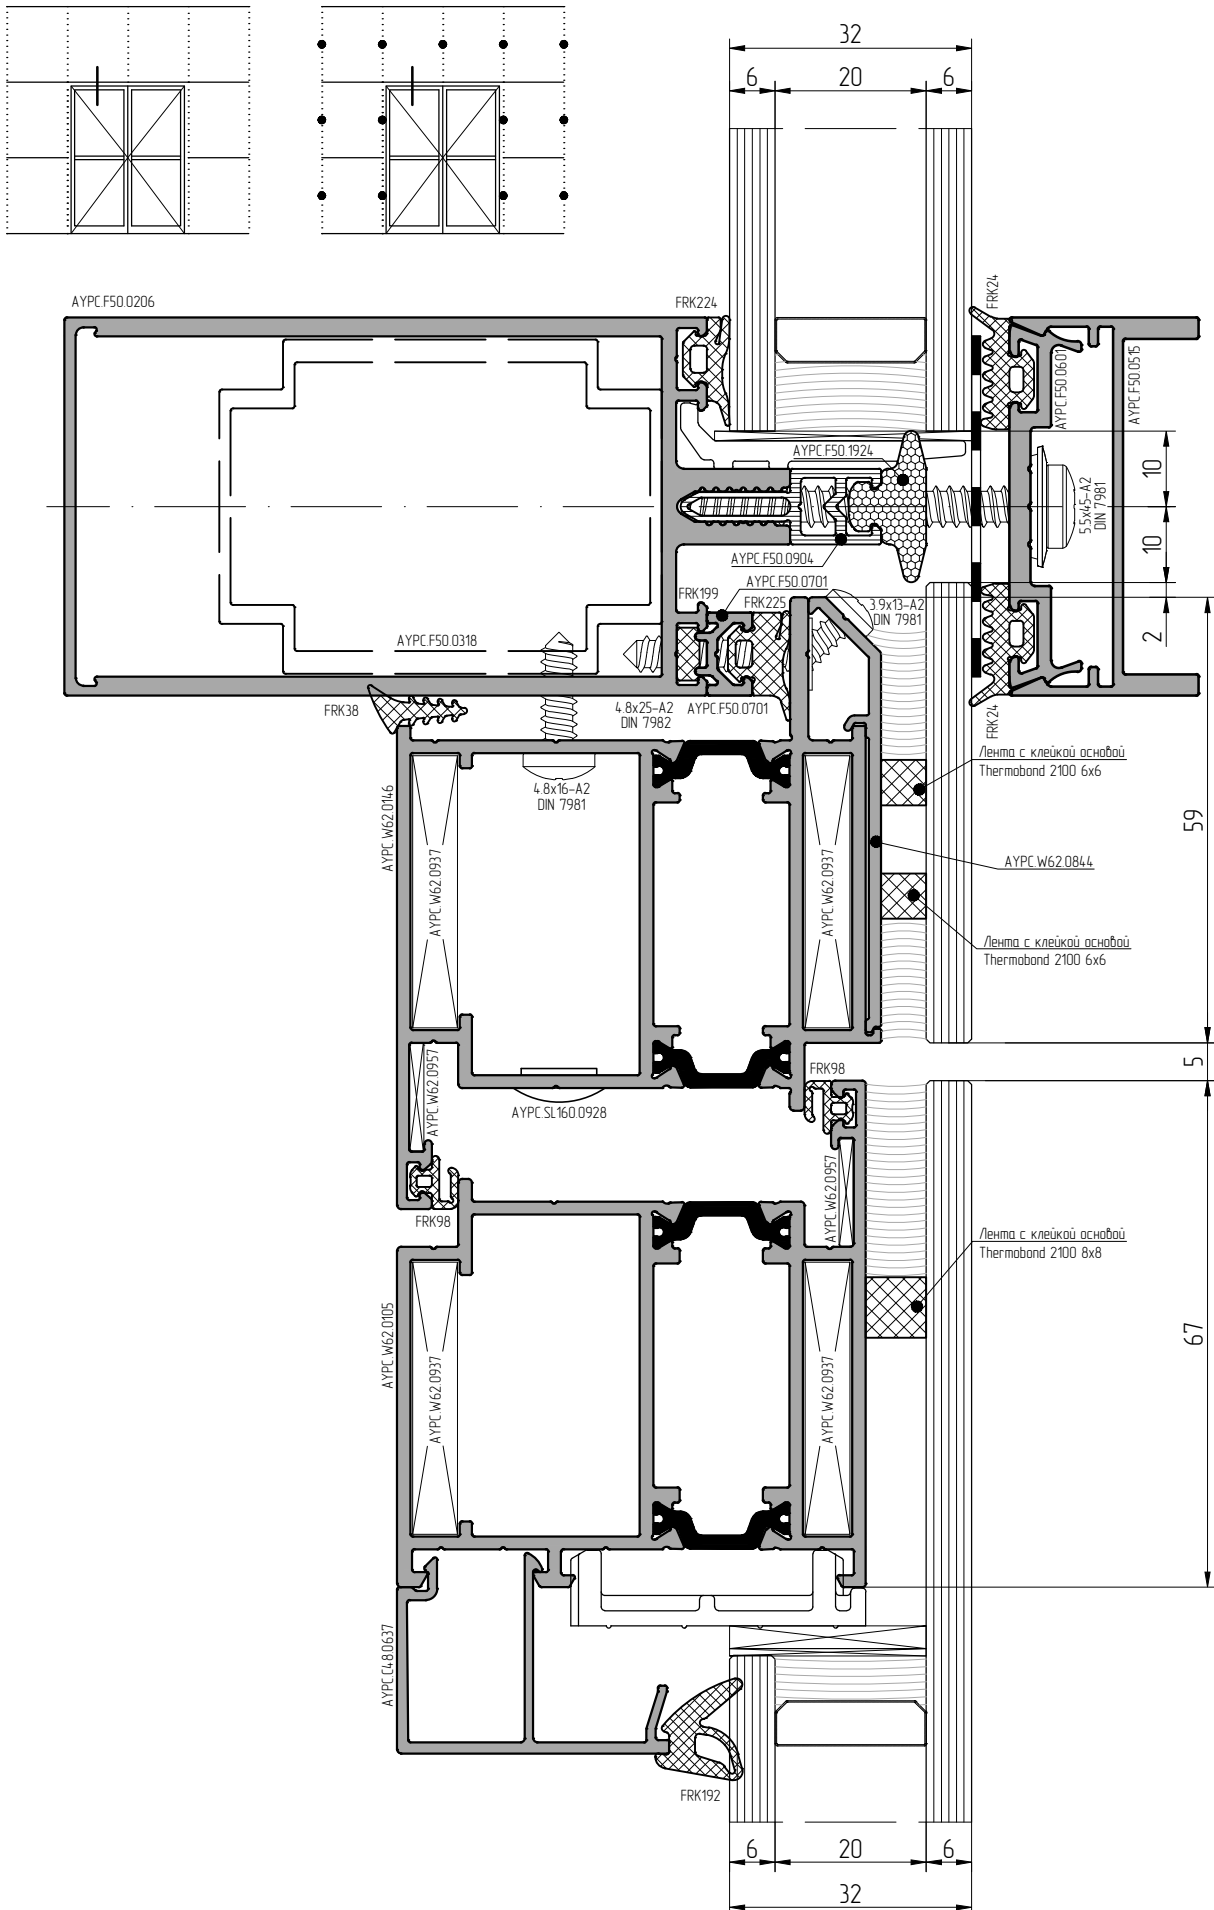 32
6
20
6
AYPC.F50.0206
FRK224
FRK24
AYPC.F50.0601
AYPC.F50.0515
AYPC.F50.1924
5.5x45-A2
DIN 7981
10
10
2
AYPC.F50.0904
AYPC.F50.0701
FRK199
FRK225
3.9x13-A2
DIN 7981
AYPC.F50.0318
FRK38
4.8x25-A2
DIN 7982
AYPC.F50.0701
FRK24
Лента с клейкой основой
Thermobond 2100 6x6
4.8x16-A2
DIN 7981
AYPC.W62.0146
AYPC.W62.0937
AYPC.W62.0937
59
AYPC.W62.0844
Лента с клейкой основой
Thermobond 2100 6x6
AYPC.W62.0957
FRK98
5
AYPC.SL160.0928
AYPC.W62.0957
FRK98
Лента с клейкой основой
Thermobond 2100 8x8
AYPC.W62.0105
AYPC.W62.0937
AYPC.W62.0937
67
AYPC.C48.0637
FRK192
6
20
6
32